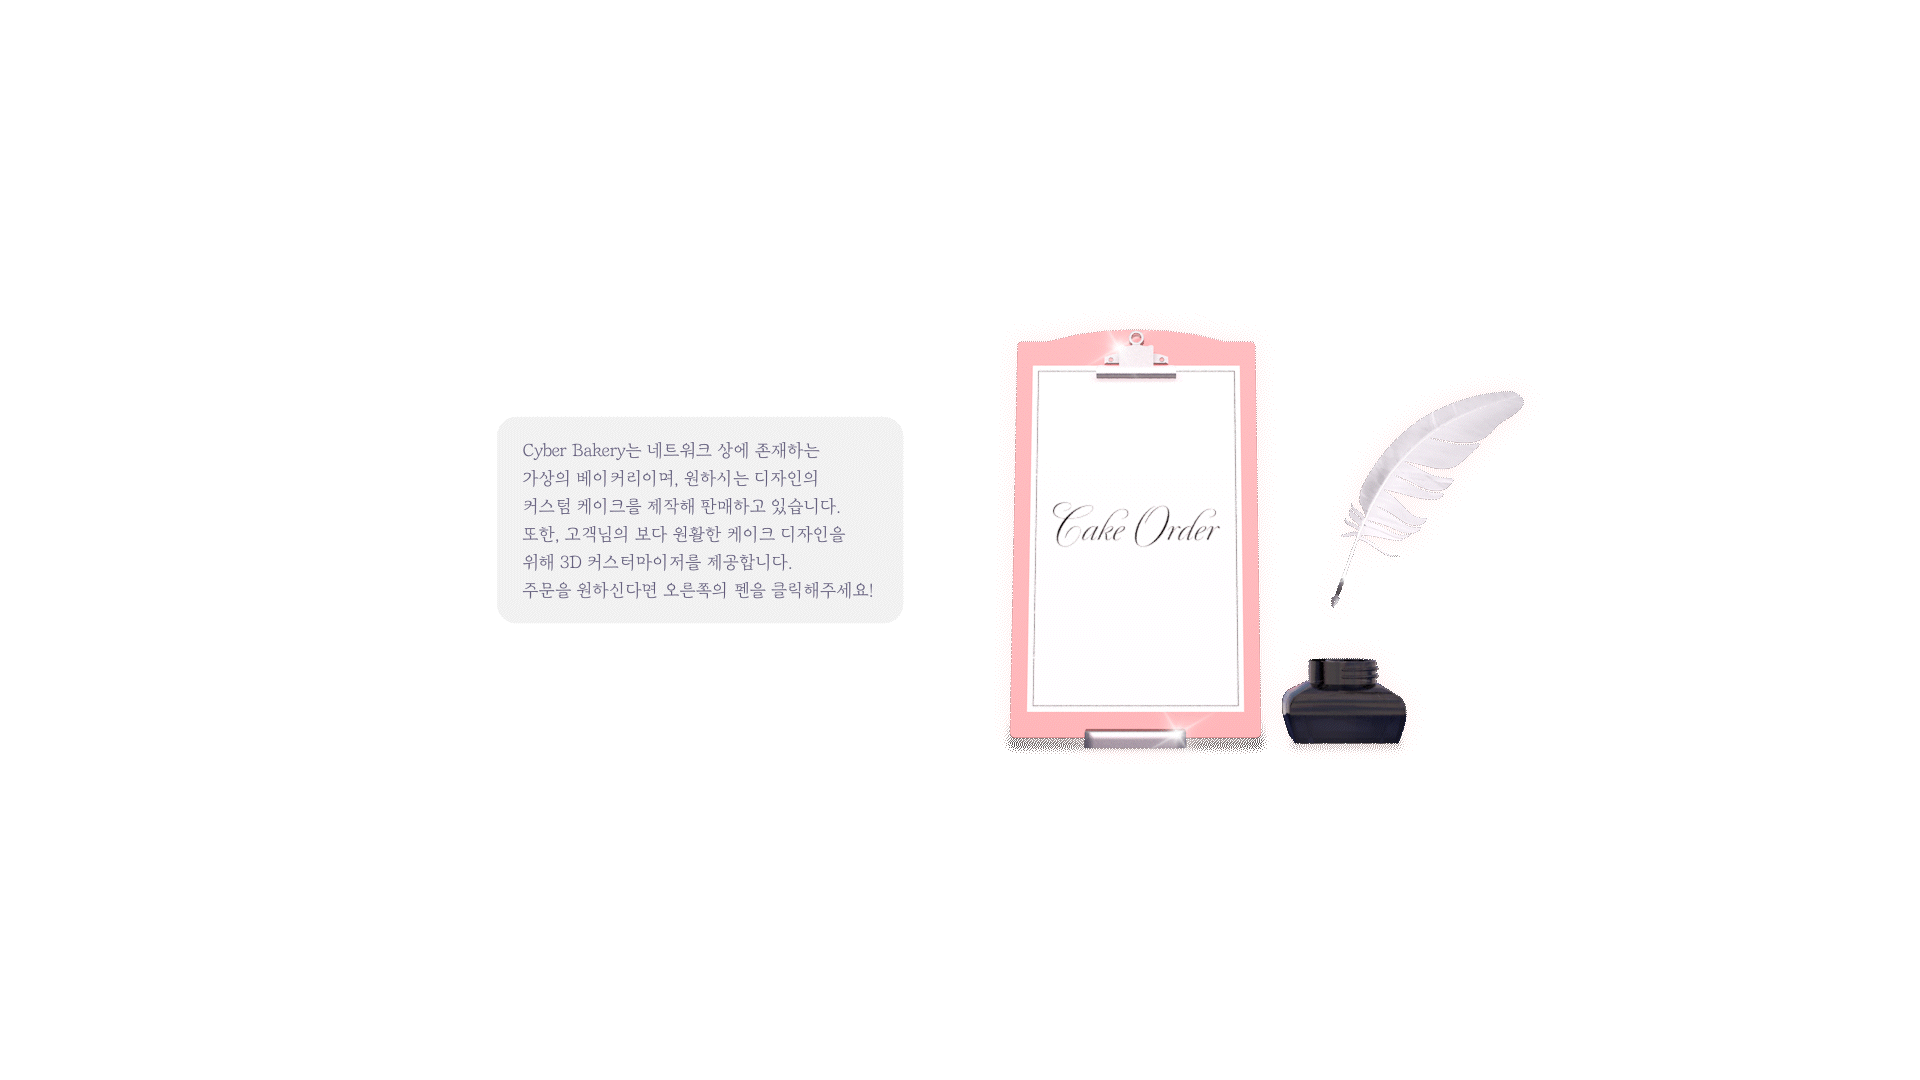 Cyber Bakery는 네트워크 상에 존재하는
가상의 베이커리이며, 원하시는 디자인의
커스텀 케이크를 제작해 판매하고 있습니다.
또한, 고객님의 보다 원활한 케이크 디자인을
위해 3D 커스터마이저를 제공합니다.
주문을 원하신다면 오른쪽의 펜을 클릭해주세요!
Cake Order